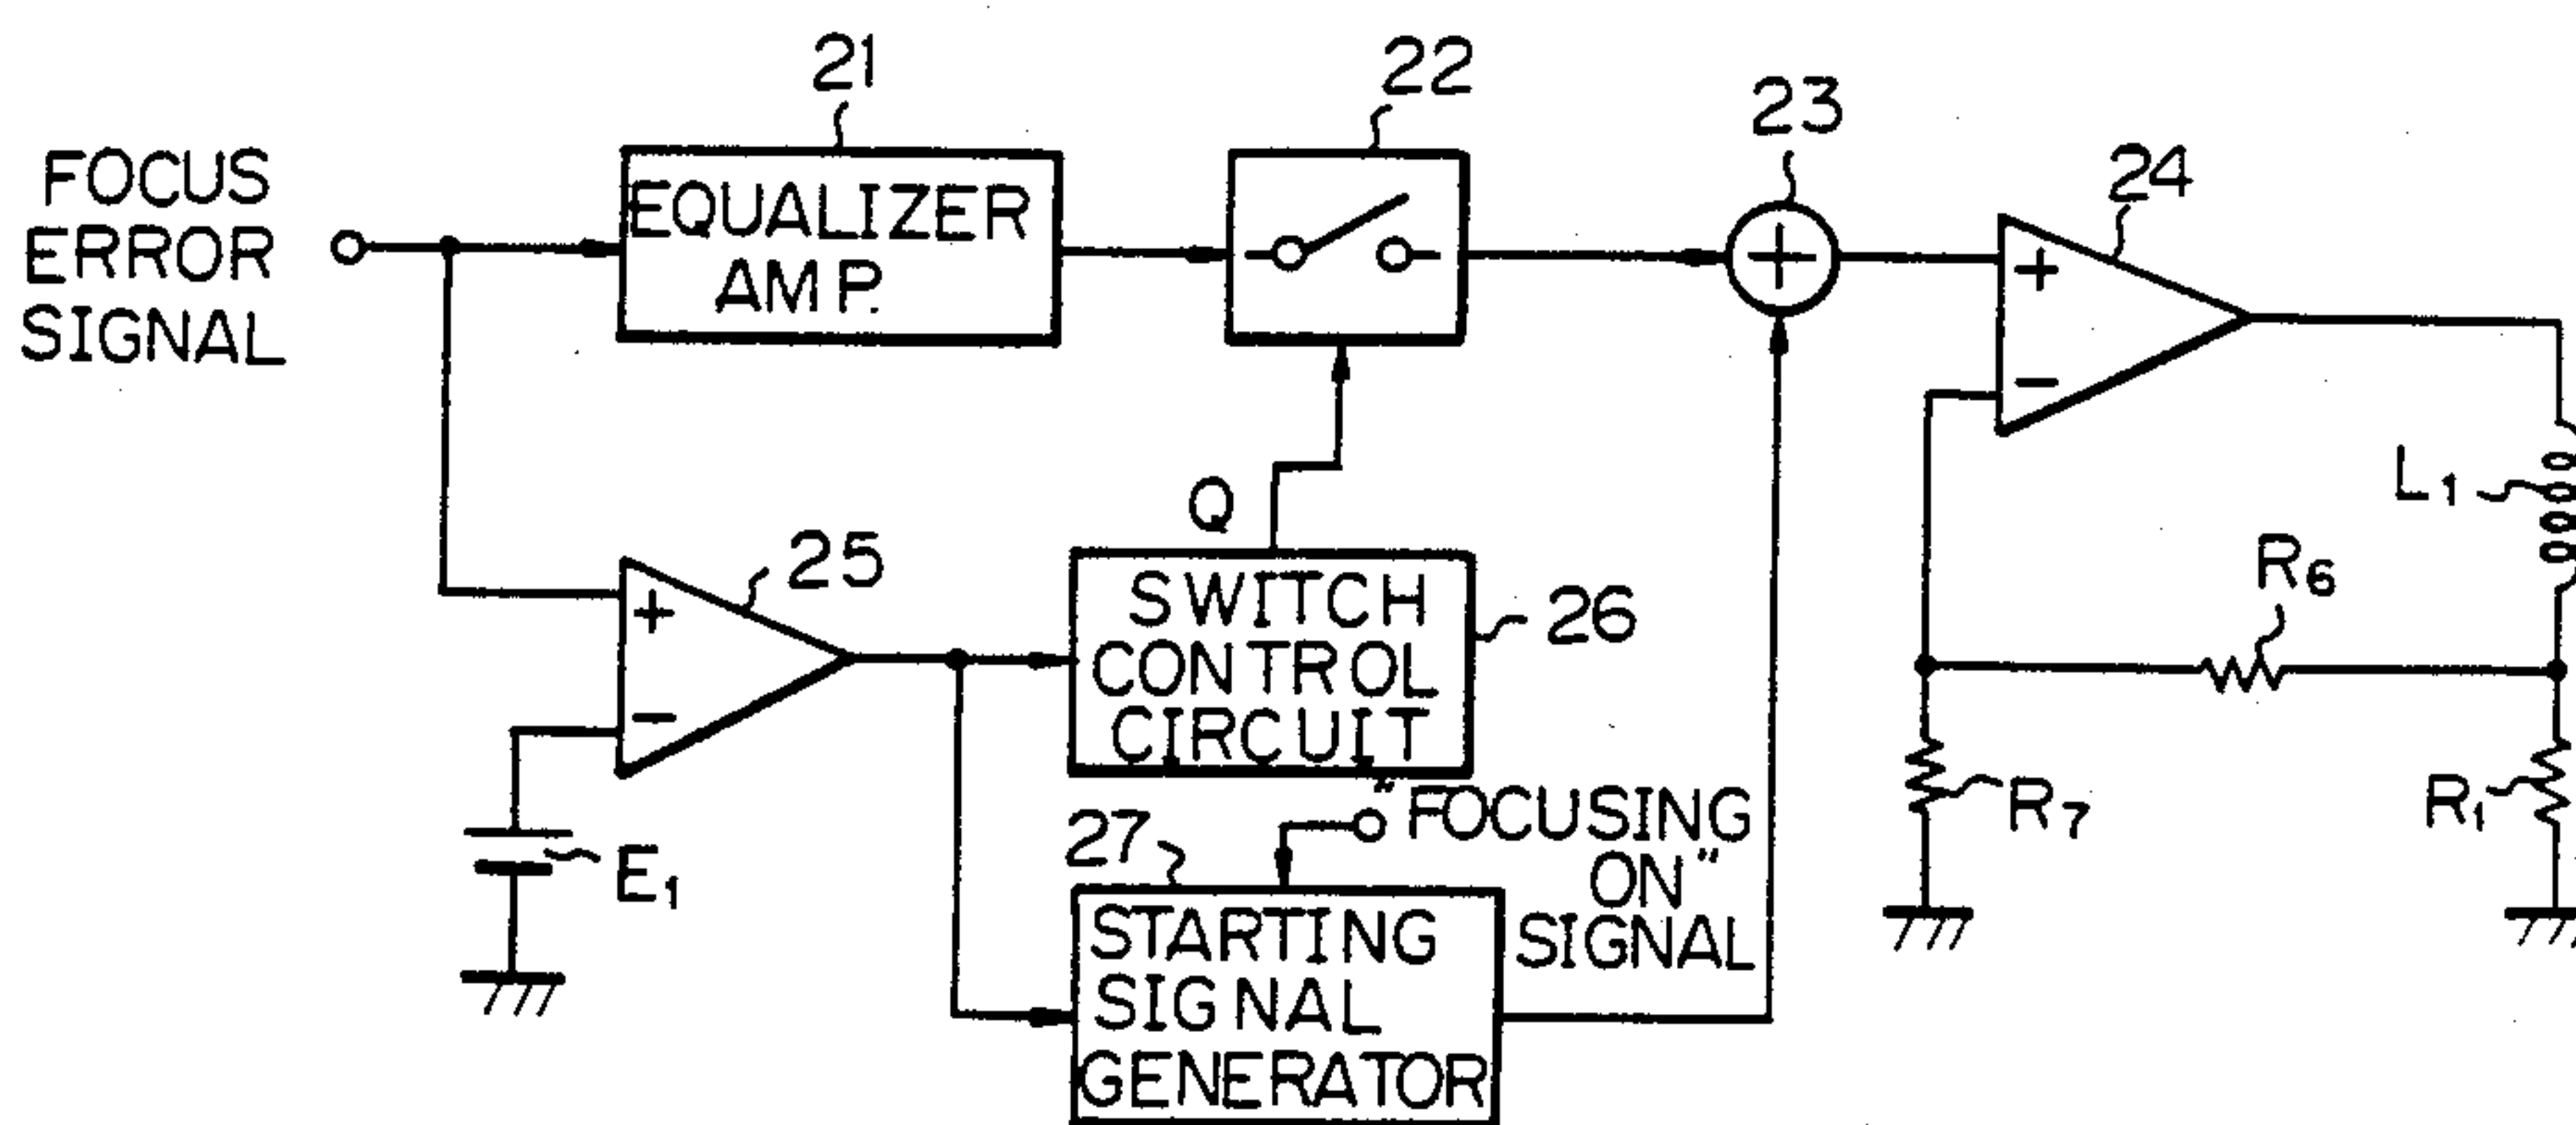 21
22
23
24
FOCUS
ERROR
SIGNAL
EQUALIZER
AMP.
+
+
−
L1
Q
25
+
−
SWITCH
CONTROL
CIRCUIT
26
R6
E1
27
"FOCUSING
ON"
SIGNAL
R7
R1
STARTING
SIGNAL
GENERATOR